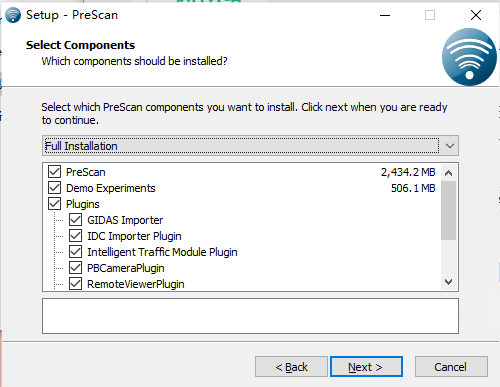 Setup - PreScan
Select Components
Which components should be installed?
Select which PreScan components you want to install. Click next when you are ready
to continue.
Full Installation
PreScan 2,434.2 MB
Demo Experiments 506.1 MB
Plugins
GIDAS Importer
IDC Importer Plugin
Intelligent Traffic Module Plugin
PBCameraPlugin
RemoteViewerPlugin
< Back
Next >
Cancel